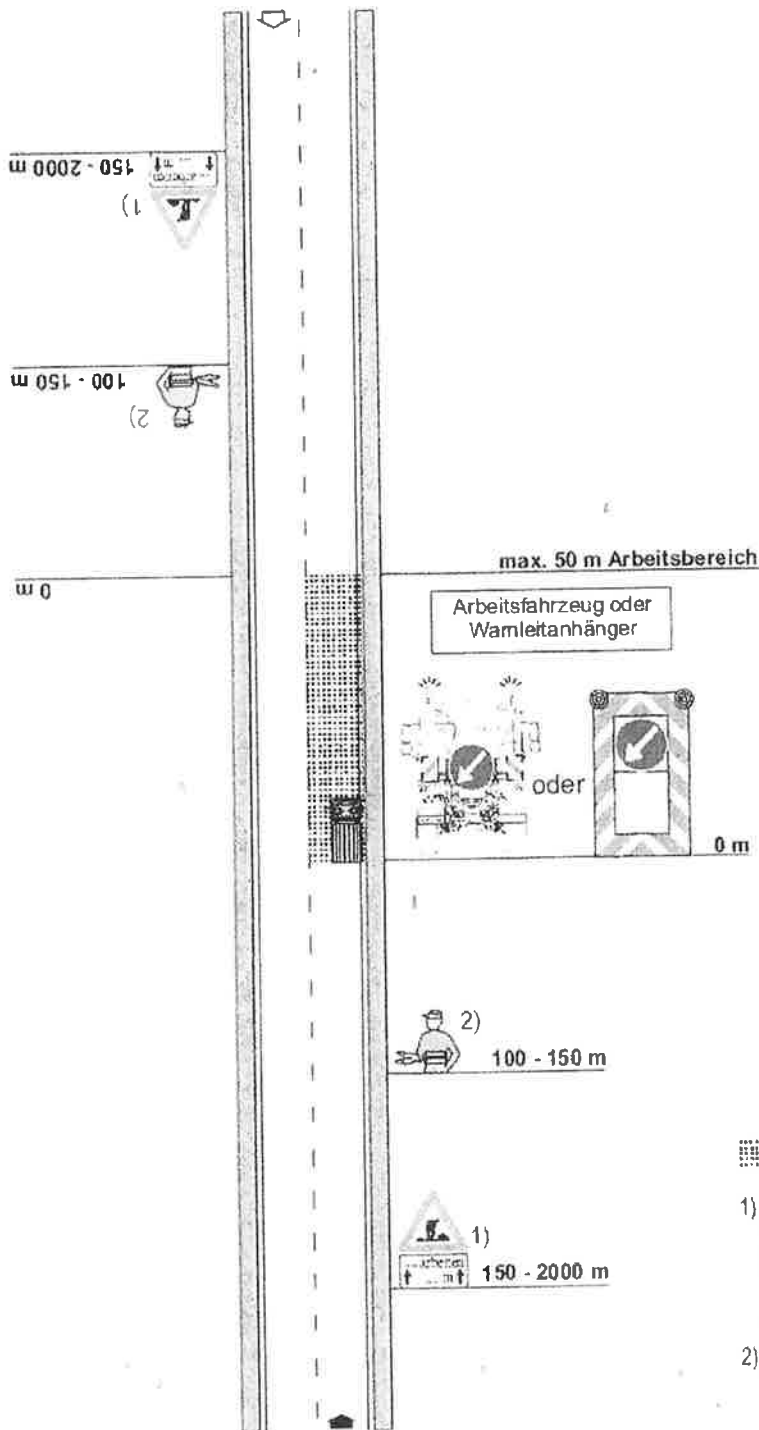 150 - 2000 m
1)
100 - 150 m
2)
max. 50 m Arbeitsbereich
0 m
Arbeitsfahrzeug oder
Warnleitanhänger
oder
0 m
2)
100 - 150 m
1)
...arbeiten
... m
150 - 2000 m
1)
2)